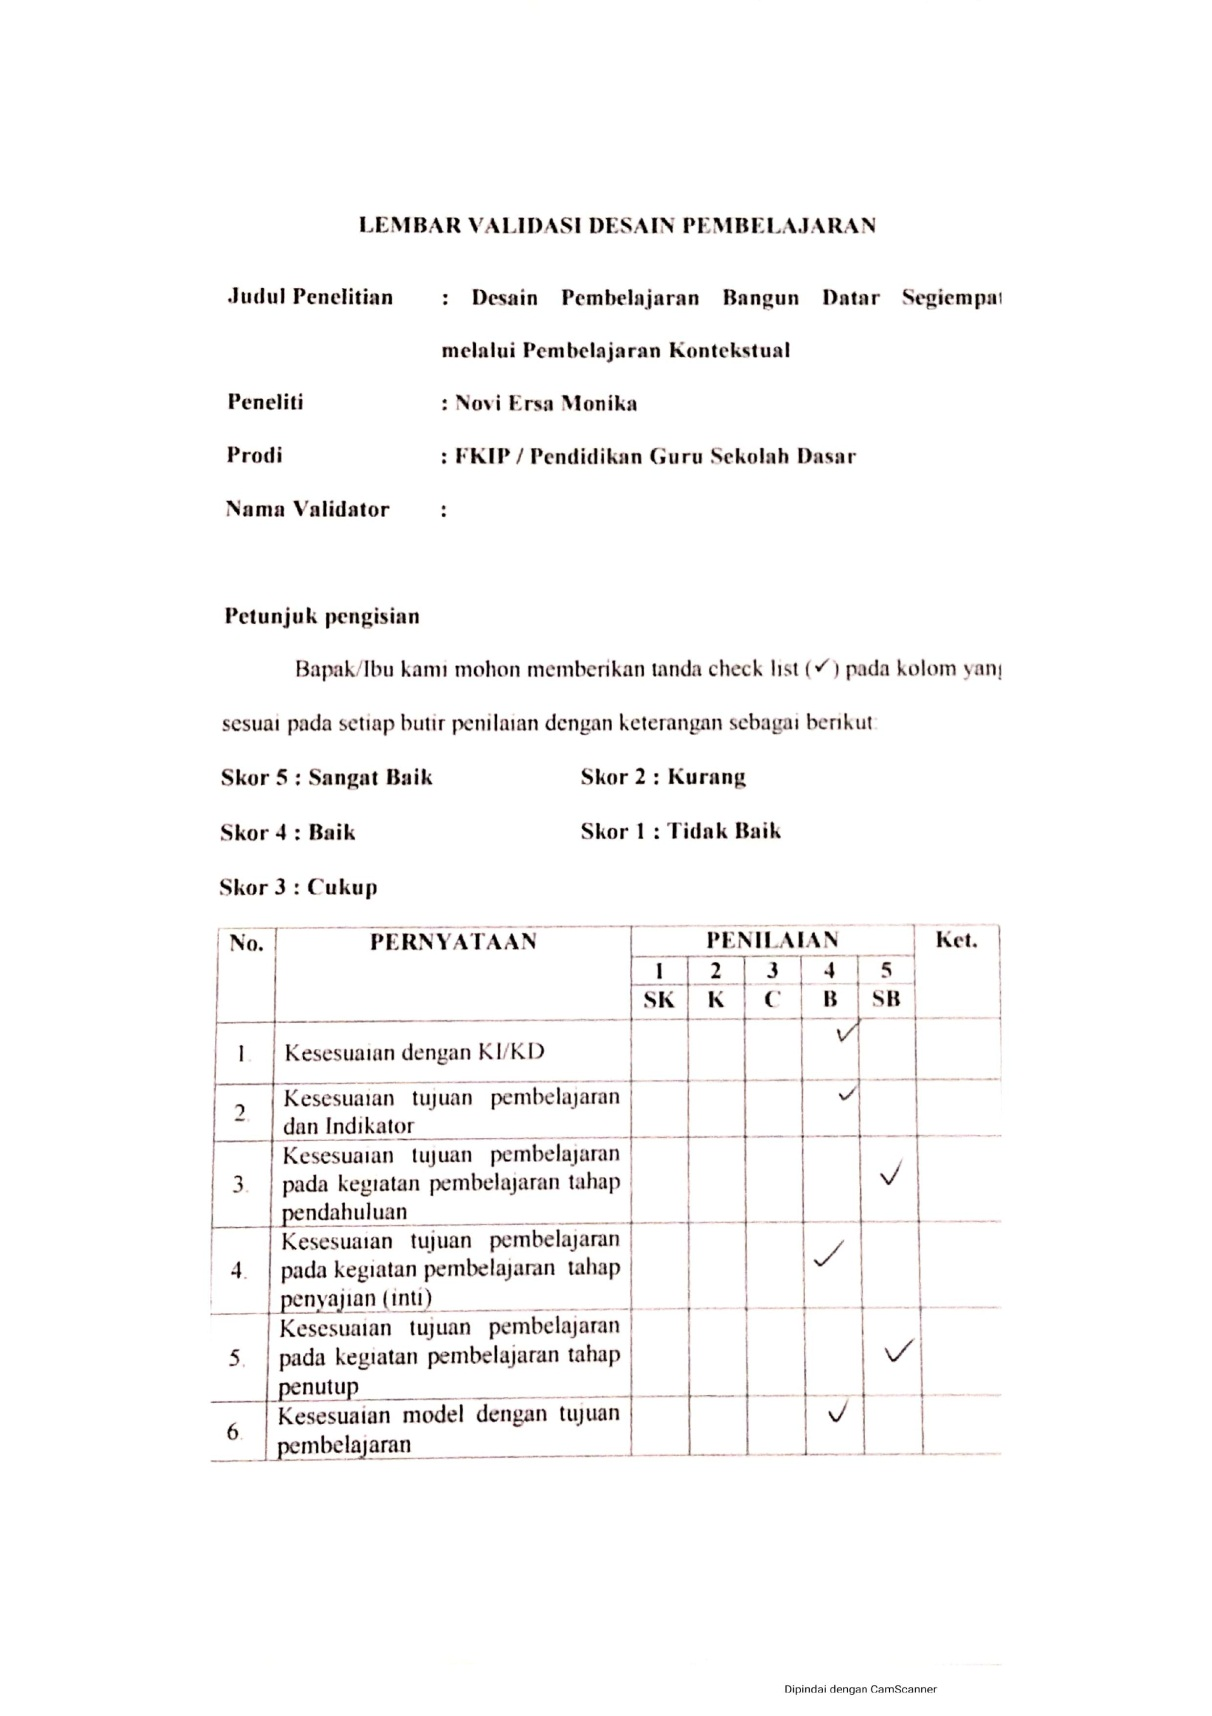 LEMBAR VALIDASI DESAIN PEMBELAJARAN
Judul Penelitian : Desain Pembelajaran Bangun Datar Segiempat
melalui Pembelajaran Kontekstual
Peneliti : Novi Ersa Monika
Prodi : FKIP / Pendidikan Guru Sekolah Dasar
Nama Validator :
Petunjuk pengisian
Bapak/Ibu kami mohon memberikan tanda check list (✓) pada kolom yang
sesuai pada setiap butir penilaian dengan keterangan sebagai berikut
Skor 5 : Sangat Baik Skor 2 : Kurang
Skor 4 : Baik Skor 1 : Tidak Baik
Skor 3 : Cukup
No. PERNYATAAN PENILAIAN Ket.
1 2 3 4 5
SK K C B SB
1. Kesesuaian dengan KI/KD ✓
2. Kesesuaian tujuan pembelajaran ✓
dan Indikator
Kesesuaian tujuan pembelajaran
3. pada kegiatan pembelajaran tahap ✓
pendahuluan
Kesesuaian tujuan pembelajaran
4. pada kegiatan pembelajaran tahap ✓
penyajian (inti)
Kesesuaian tujuan pembelajaran
5. pada kegiatan pembelajaran tahap ✓
penutup
6. Kesesuaian model dengan tujuan ✓
pembelajaran
Dipindai dengan CamScanner